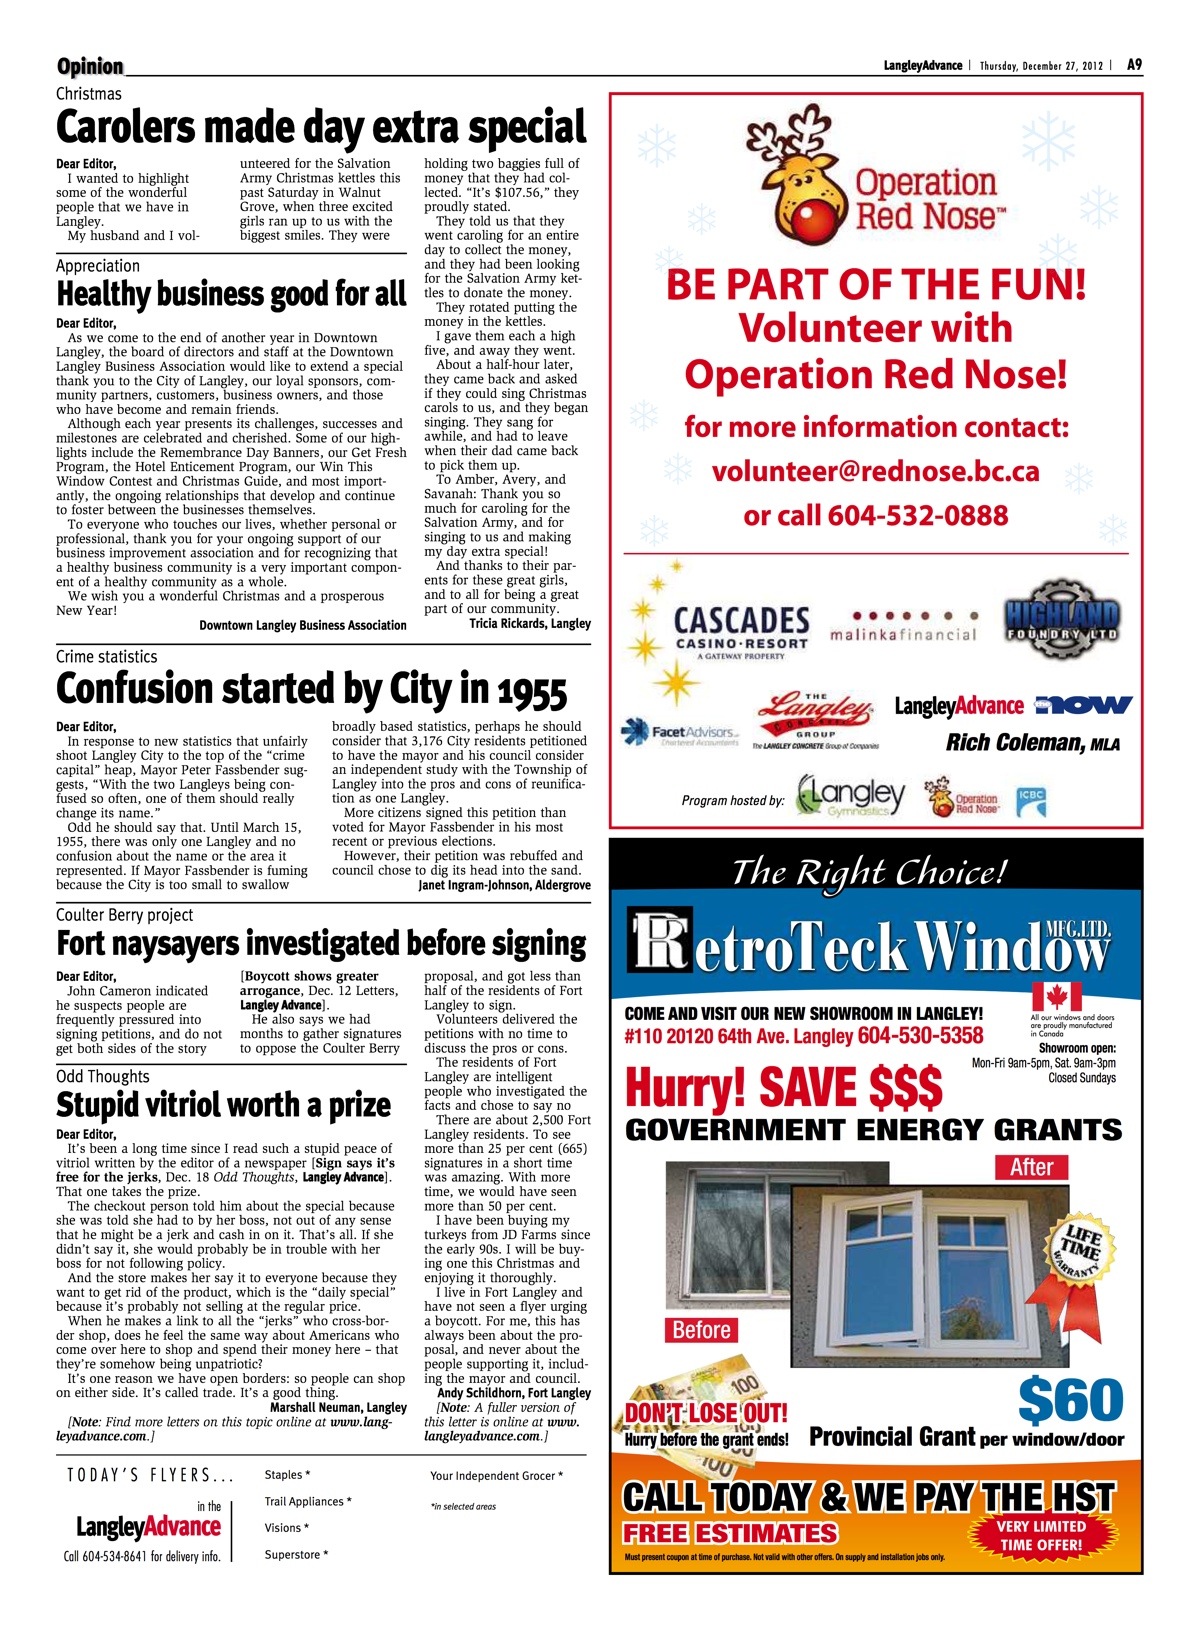 Opinion
LangleyAdvance | Thursday, December 27, 2012 | A9
Christmas
Carolers made day extra special
Dear Editor,
I wanted to highlight
some of the wonderful
people that we have in
Langley.
My husband and I vol-
unteered for the Salvation
Army Christmas kettles this
past Saturday in Walnut
Grove, when three excited
girls ran up to us with the
biggest smiles. They were
holding two baggies full of
money that they had col-
lected. “It’s $107.56,” they
proudly stated.
They told us that they
went caroling for an entire
day to collect the money,
and they had been looking
for the Salvation Army ket-
tles to donate the money.
They rotated putting the
money in the kettles.
I gave them each a high
five, and away they went.
About a half-hour later,
they came back and asked
if they could sing Christmas
carols to us, and they began
singing. They sang for
awhile, and had to leave
when their dad came back
to pick them up.
To Amber, Avery, and
Savanah: Thank you so
much for caroling for the
Salvation Army, and for
singing to us and making
my day extra special!
And thanks to their par-
ents for these great girls,
and to all for being a great
part of our community.
Tricia Rickards, Langley
Appreciation
Healthy business good for all
Dear Editor,
As we come to the end of another year in Downtown
Langley, the board of directors and staff at the Downtown
Langley Business Association would like to extend a special
thank you to the City of Langley, our loyal sponsors, com-
munity partners, customers, business owners, and those
who have become and remain friends.
Although each year presents its challenges, successes and
milestones are celebrated and cherished. Some of our high-
lights include the Remembrance Day Banners, our Get Fresh
Program, the Hotel Enticement Program, our Win This
Window Contest and Christmas Guide, and most import-
antly, the ongoing relationships that develop and continue
to foster between the businesses themselves.
To everyone who touches our lives, whether personal or
professional, thank you for your ongoing support of our
business improvement association and for recognizing that
a healthy business community is a very important compon-
ent of a healthy community as a whole.
We wish you a wonderful Christmas and a prosperous
New Year!
Downtown Langley Business Association
Crime statistics
Confusion started by City in 1955
Dear Editor,
In response to new statistics that unfairly
shoot Langley City to the top of the “crime
capital” heap, Mayor Peter Fassbender sug-
gests, “With the two Langleys being con-
fused so often, one of them should really
change its name.”
Odd he should say that. Until March 15,
1955, there was only one Langley and no
confusion about the name or the area it
represented. If Mayor Fassbender is fuming
because the City is too small to swallow
broadly based statistics, perhaps he should
consider that 3,176 City residents petitioned
to have the mayor and his council consider
an independent study with the Township of
Langley into the pros and cons of reunifica-
tion as one Langley.
More citizens signed this petition than
voted for Mayor Fassbender in his most
recent or previous elections.
However, their petition was rebuffed and
council chose to dig its head into the sand.
Janet Ingram-Johnson, Aldergrove
Coulter Berry project
Fort naysayers investigated before signing
Dear Editor,
John Cameron indicated
he suspects people are
frequently pressured into
signing petitions, and do not
get both sides of the story
[Boycott shows greater
arrogance, Dec. 12 Letters,
Langley Advance].
He also says we had
months to gather signatures
to oppose the Coulter Berry
proposal, and got less than
half of the residents of Fort
Langley to sign.
Volunteers delivered the
petitions with no time to
discuss the pros or cons.
The residents of Fort
Langley are intelligent
people who investigated the
facts and chose to say no
There are about 2,500 Fort
Langley residents. To see
more than 25 per cent (665)
signatures in a short time
was amazing. With more
time, we would have seen
more than 50 per cent.
I have been buying my
turkeys from JD Farms since
the early 90s. I will be buy-
ing one this Christmas and
enjoying it thoroughly.
I live in Fort Langley and
have not seen a flyer urging
a boycott. For me, this has
always been about the pro-
posal, and never about the
people supporting it, includ-
ing the mayor and council.
Andy Schildhorn, Fort Langley
[Note: A fuller version of
this letter is online at www.
langleyadvance.com.]
Odd Thoughts
Stupid vitriol worth a prize
Dear Editor,
It’s been a long time since I read such a stupid peace of
vitriol written by the editor of a newspaper [Sign says it’s
free for the jerks, Dec. 18 Odd Thoughts, Langley Advance].
That one takes the prize.
The checkout person told him about the special because
she was told she had to by her boss, not out of any sense
that he might be a jerk and cash in on it. That’s all. If she
didn’t say it, she would probably be in trouble with her
boss for not following policy.
And the store makes her say it to everyone because they
want to get rid of the product, which is the “daily special”
because it’s probably not selling at the regular price.
When he makes a link to all the “jerks” who cross-bor-
der shop, does he feel the same way about Americans who
come over here to shop and spend their money here – that
they’re somehow being unpatriotic?
It’s one reason we have open borders: so people can shop
on either side. It’s called trade. It’s a good thing.
Marshall Neuman, Langley
[Note: Find more letters on this topic online at www.lang-
leyadvance.com.]
TODAY’S FLYERS...
in the
LangleyAdvance
Call 604-534-8641 for delivery info.
Staples *
Trail Appliances *
Visions *
Superstore *
Your Independent Grocer *
*in selected areas
Operation
Red Nose™
BE PART OF THE FUN!
Volunteer with
Operation Red Nose!
for more information contact:
volunteer@rednose.bc.ca
or call 604-532-0888
CASCADES
CASINO·RESORT
A GATEWAY PROPERTY
malinkafinancial
HIGHLAND
FOUNDRY LTD
FacetAdvisors
Chartered Accountants
THE
Langley
CONCRETE
GROUP
The LANGLEY CONCRETE Group of Companies
LangleyAdvance the now
Rich Coleman, MLA
Program hosted by:
Langley
Gymnastics
Operation
Red Nose
ICBC
The Right Choice!
RetroTeck Window MFG.LTD.
COME AND VISIT OUR NEW SHOWROOM IN LANGLEY!
#110 20120 64th Ave. Langley 604-530-5358
All our windows and doors
are proudly manufactured
in Canada
Showroom open:
Mon-Fri 9am-5pm, Sat. 9am-3pm
Closed Sundays
Hurry! SAVE $$$
GOVERNMENT ENERGY GRANTS
After
LIFE
TIME
WARRANTY
Before
100
DON’T LOSE OUT!
Hurry before the grant ends!
100
$60
Provincial Grant per window/door
CALL TODAY & WE PAY THE HST
FREE ESTIMATES
VERY LIMITED
TIME OFFER!
Must present coupon at time of purchase. Not valid with other offers. On supply and installation jobs only.